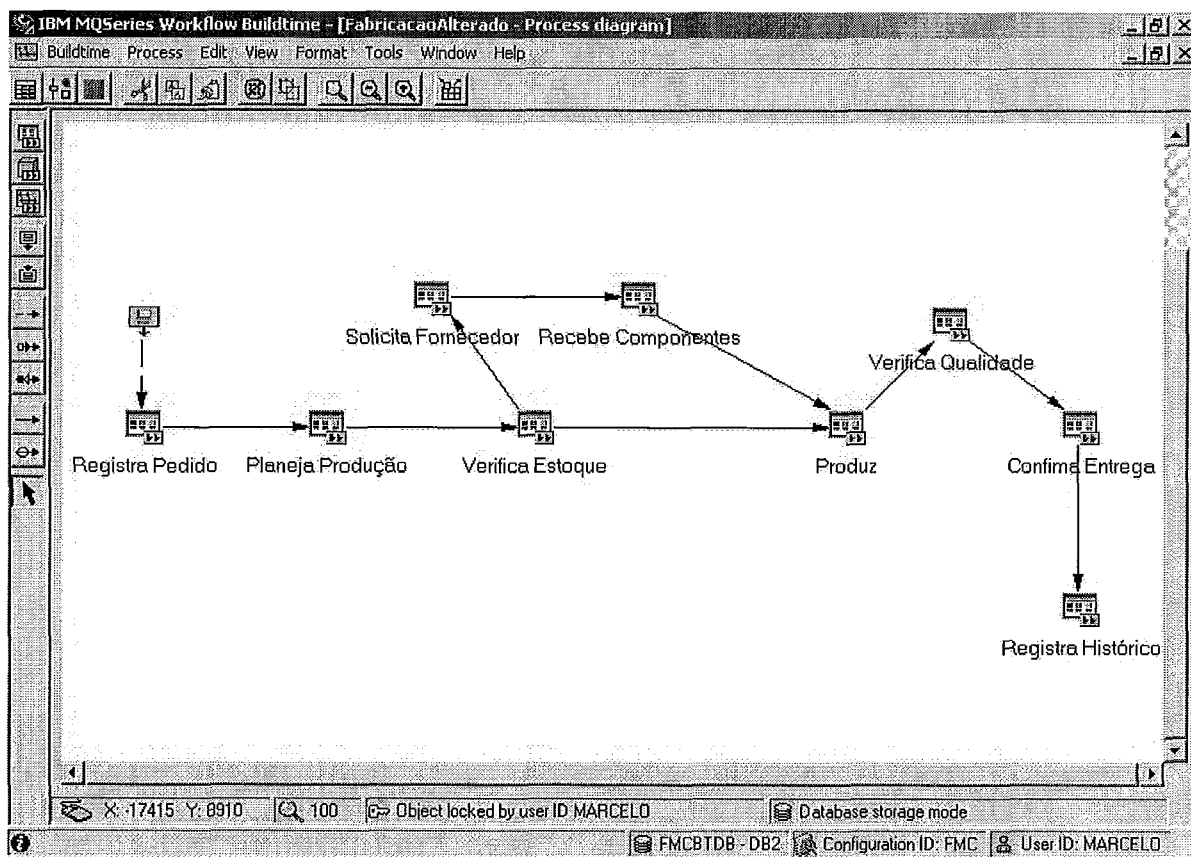 IBM MQSeries Workflow Buildtime - [FabricacaoAlterado - Process diagram]
Buildtime Process Edit View Format Tools Window Help
Solicita Fornecedor Recebe Componentes
Verifica Qualidade
Registra Pedido Planeja Produção Verifica Estoque Produz Confima Entrega
Registra Histórico
X: -17415 Y: 8910 100 Object locked by user ID MARCELO Database storage mode
FMCBTDB - DB2 Configuration ID: FMC User ID: MARCELO